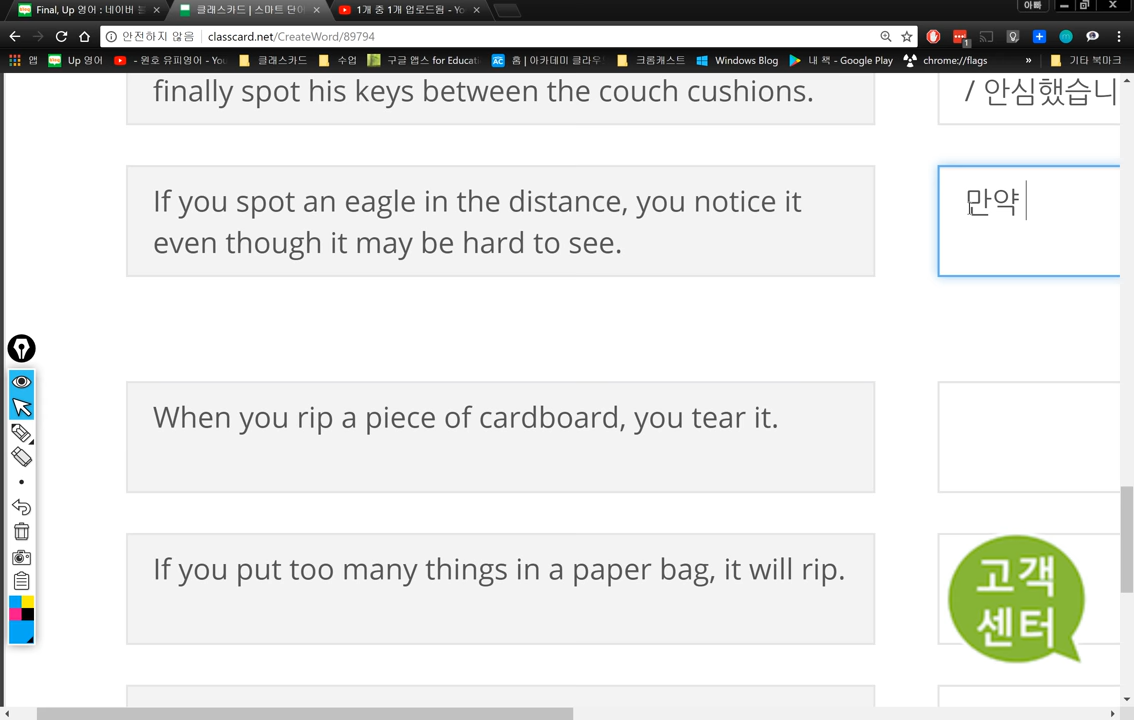 Final, Up 영어 : 네이버 블
클래스카드 | 스마트 단어
1개 중 1개 업로드됨 - Yo
아빠
안전하지 않음
classcard.net/CreateWord/89794
앱
Up 영어
- 원호 유피영어 - You
클래스카드
수업
구글 앱스 for Educati
홈 | 아카데미 클라우
크롬캐스트
Windows Blog
내 책 - Google Play
chrome://flags
»
기타 북마크
finally spot his keys between the couch cushions.
/ 안심했습니
If you spot an eagle in the distance, you notice it
even though it may be hard to see.
만약
When you rip a piece of cardboard, you tear it.
If you put too many things in a paper bag, it will rip.
고객
센터